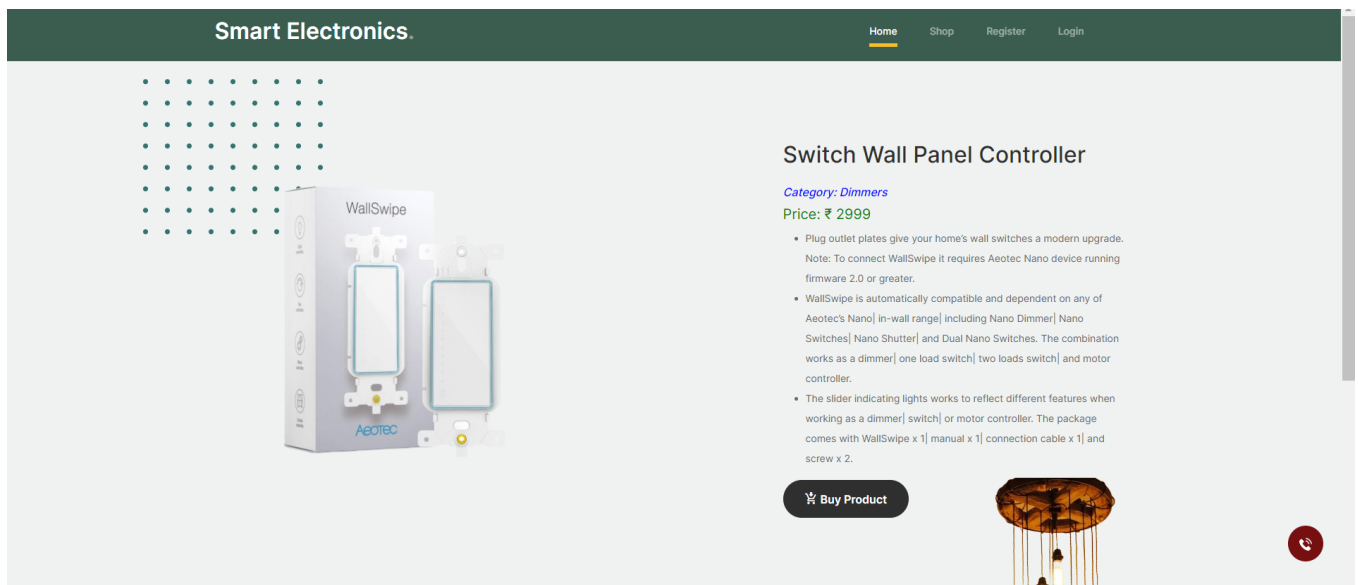 Smart Electronics.
Home
Shop
Register
Login
WallSwipe
Aeotec
Switch Wall Panel Controller
Category: Dimmers
Price: ₹ 2999
Plug outlet plates give your home's wall switches a modern upgrade.
Note: To connect WallSwipe it requires Aeotec Nano device running
firmware 2.0 or greater.
WallSwipe is automatically compatible and dependent on any of
Aeotec's Nano| in-wall range| including Nano Dimmer| Nano
Switches| Nano Shutter| and Dual Nano Switches. The combination
works as a dimmer| one load switch| two loads switch| and motor
controller.
The slider indicating lights works to reflect different features when
working as a dimmer| switch| or motor controller. The package
comes with WallSwipe x 1| manual x 1| connection cable x 1| and
screw x 2.
Buy Product